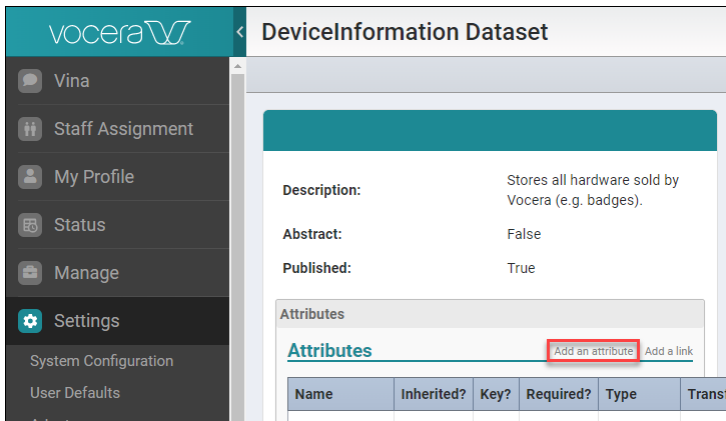 vocera
DeviceInformation Dataset
Vina
Staff Assignment
My Profile
Status
Manage
Settings
System Configuration
User Defaults
Description:
Stores all hardware sold by
Vocera (e.g. badges).
Abstract:
False
Published:
True
Attributes
Attributes
Add an attribute
Add a link
Name
Inherited?
Key?
Required?
Type